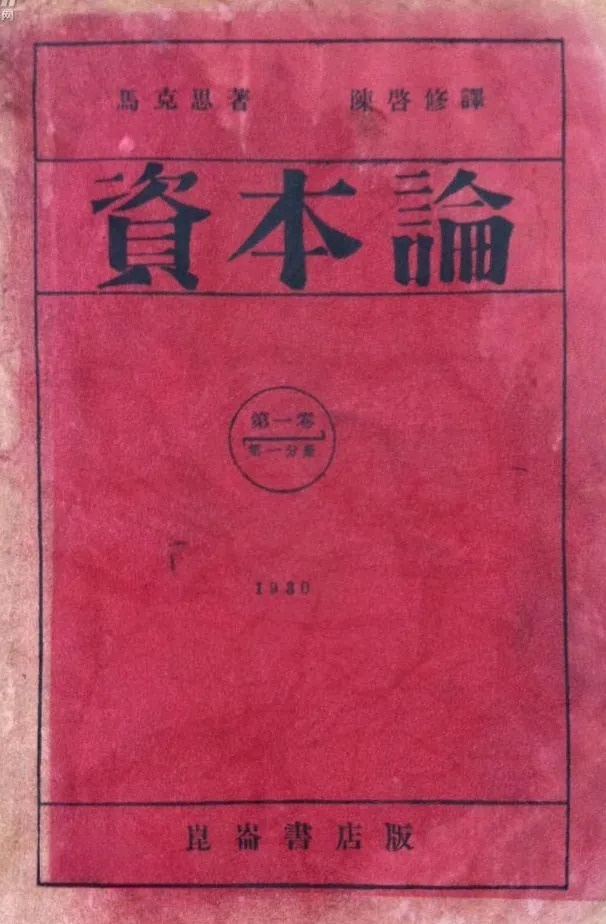 网
馬克思著 陳啓修譯
資本論
第一卷
第一分册
1930
崑崙書店版